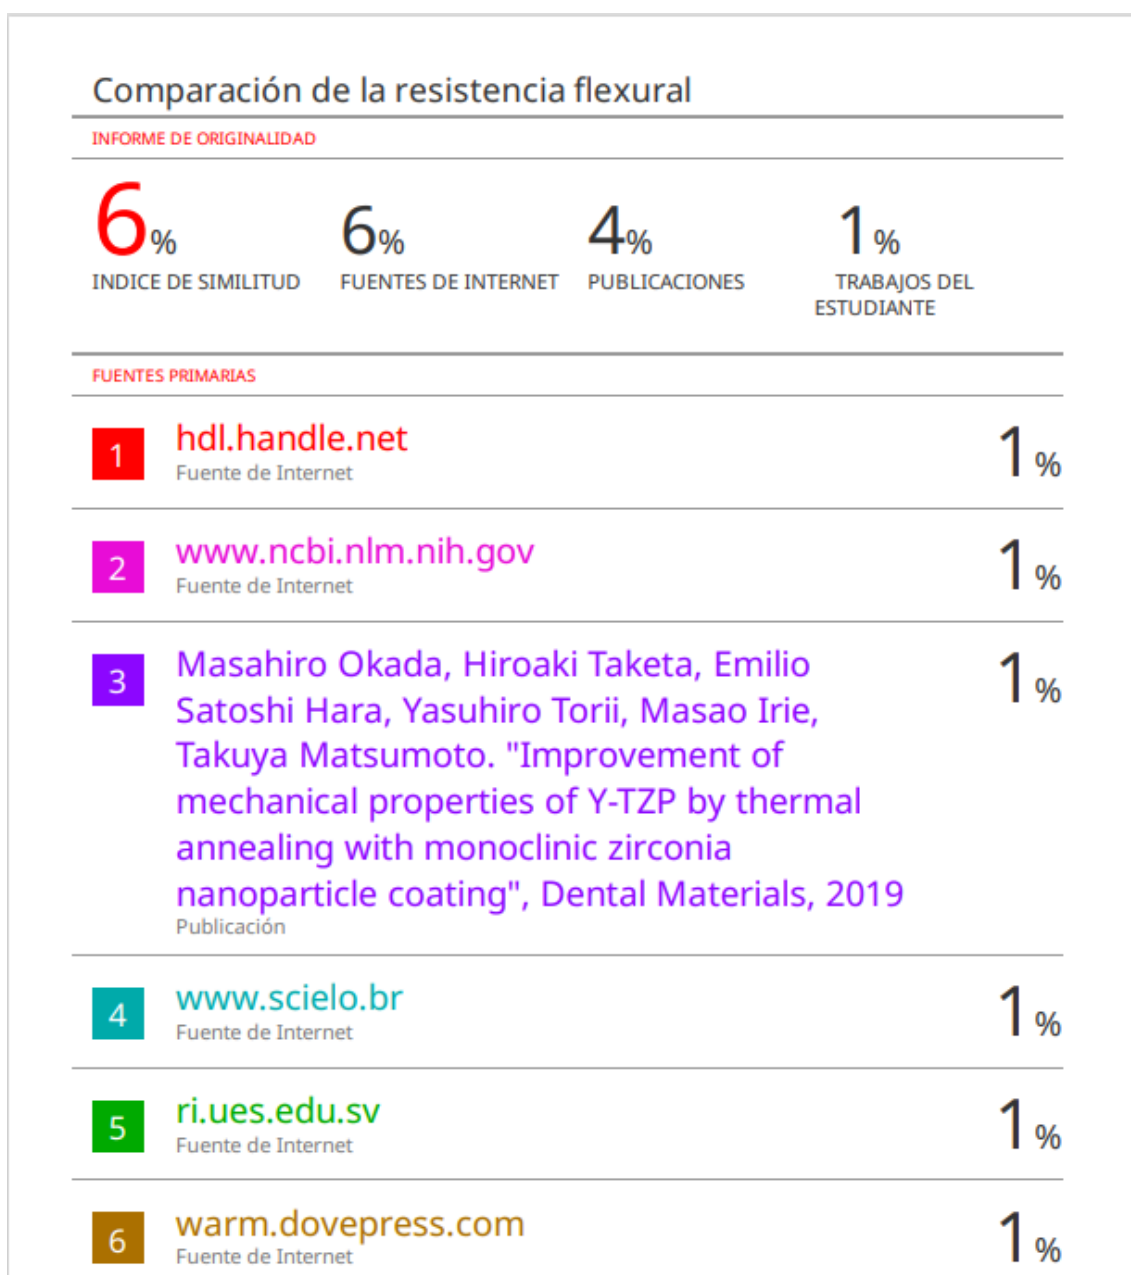 Comparación de la resistencia flexural
INFORME DE ORIGINALIDAD
6% 6% 4% 1%
INDICE DE SIMILITUD FUENTES DE INTERNET PUBLICACIONES TRABAJOS DEL
ESTUDIANTE
FUENTES PRIMARIAS
1 hdl.handle.net 1%
Fuente de Internet
2 www.ncbi.nlm.nih.gov 1%
Fuente de Internet
3 Masahiro Okada, Hiroaki Taketa, Emilio 1%
Satoshi Hara, Yasuhiro Torii, Masao Irie,
Takuya Matsumoto. "Improvement of
mechanical properties of Y-TZP by thermal
annealing with monoclinic zirconia
nanoparticle coating", Dental Materials, 2019
Publicación
4 www.scielo.br 1%
Fuente de Internet
5 ri.ues.edu.sv 1%
Fuente de Internet
6 warm.dovepress.com 1%
Fuente de Internet